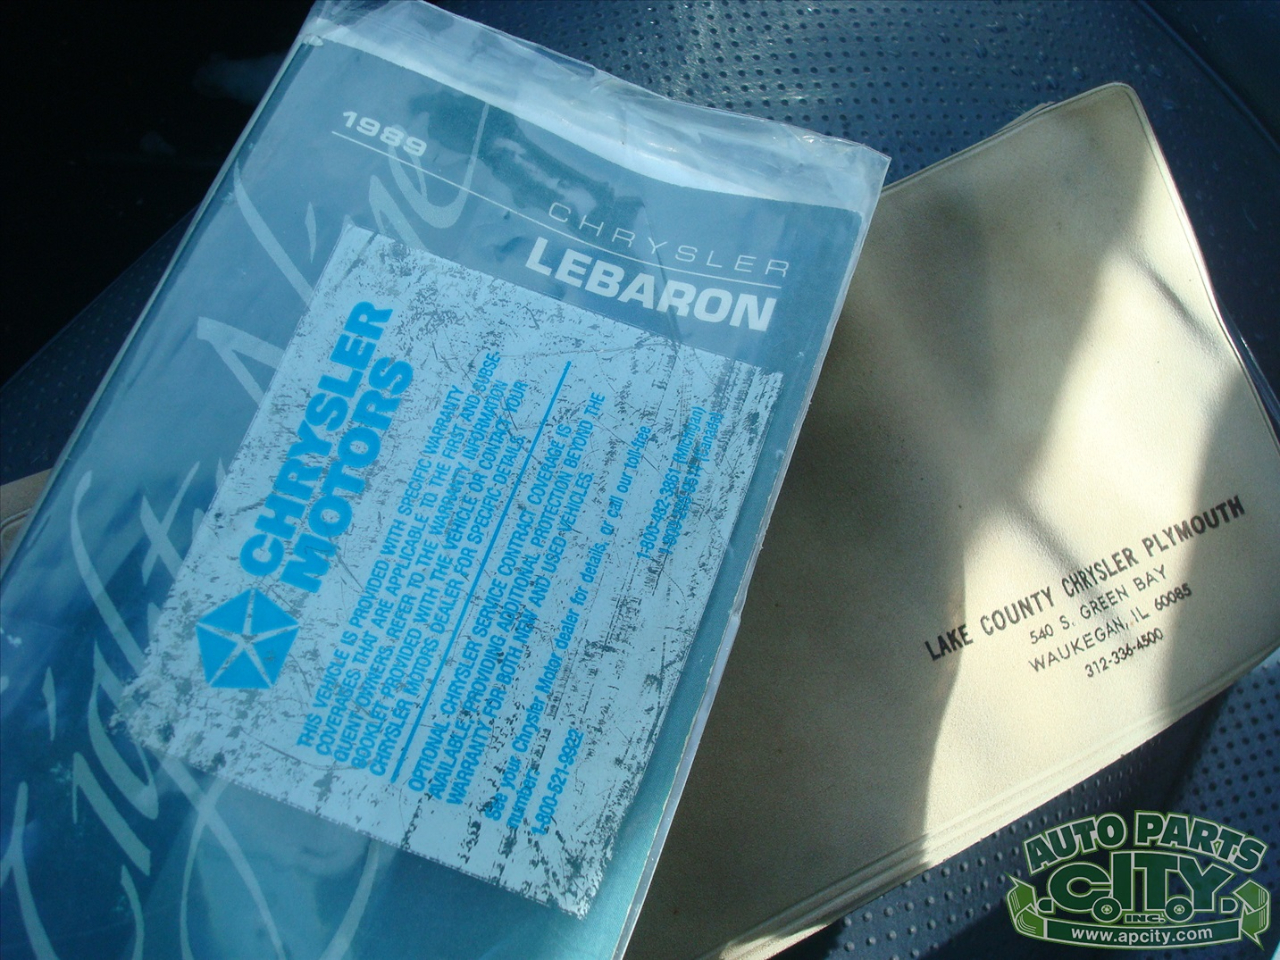 1989
CHRYSLER
LEBARON
CHRYSLER
MOTORS
THIS VEHICLE IS PROVIDED WITH SPECIFIC WARRANTY
COVERAGES THAT ARE APPLICABLE TO THE FIRST AND SUBSE-
QUENT OWNERS. REFER TO THE WARRANTY INFORMATION
BOOKLET PROVIDED WITH THE VEHICLE OR CONTACT YOUR
CHRYSLER MOTORS DEALER FOR SPECIFIC DETAILS.
OPTIONAL CHRYSLER SERVICE CONTRACT COVERAGE IS
AVAILABLE, PROVIDING ADDITIONAL PROTECTION BEYOND THE
WARRANTY FOR BOTH NEW AND USED VEHICLES.
See your Chrysler Motors dealer for details, or call our toll-free
number:
1-800-521-9922
(Michigan)
(Canada)
LAKE COUNTY CHRYSLER PLYMOUTH
540 S. GREEN BAY
WAUKEGAN, IL 60085
312-336-4500
AUTO PARTS
C.I.T.Y.
INC.
www.apcity.com